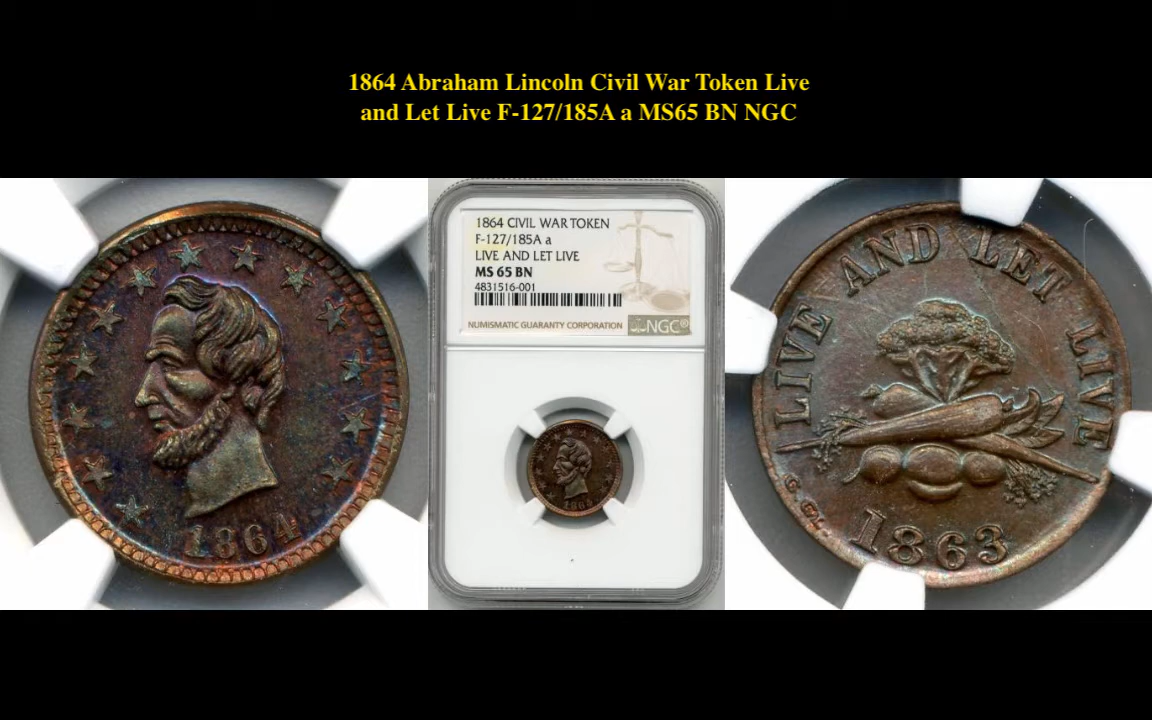 1864 Abraham Lincoln Civil War Token Live
and Let Live F-127/185A a MS65 BN NGC
1864
1864 CIVIL WAR TOKEN
F-127/185A a
LIVE AND LET LIVE
MS 65 BN
4831516-001
NUMISMATIC GUARANTY CORPORATION
NGC®
LIVE AND LET LIVE
1863